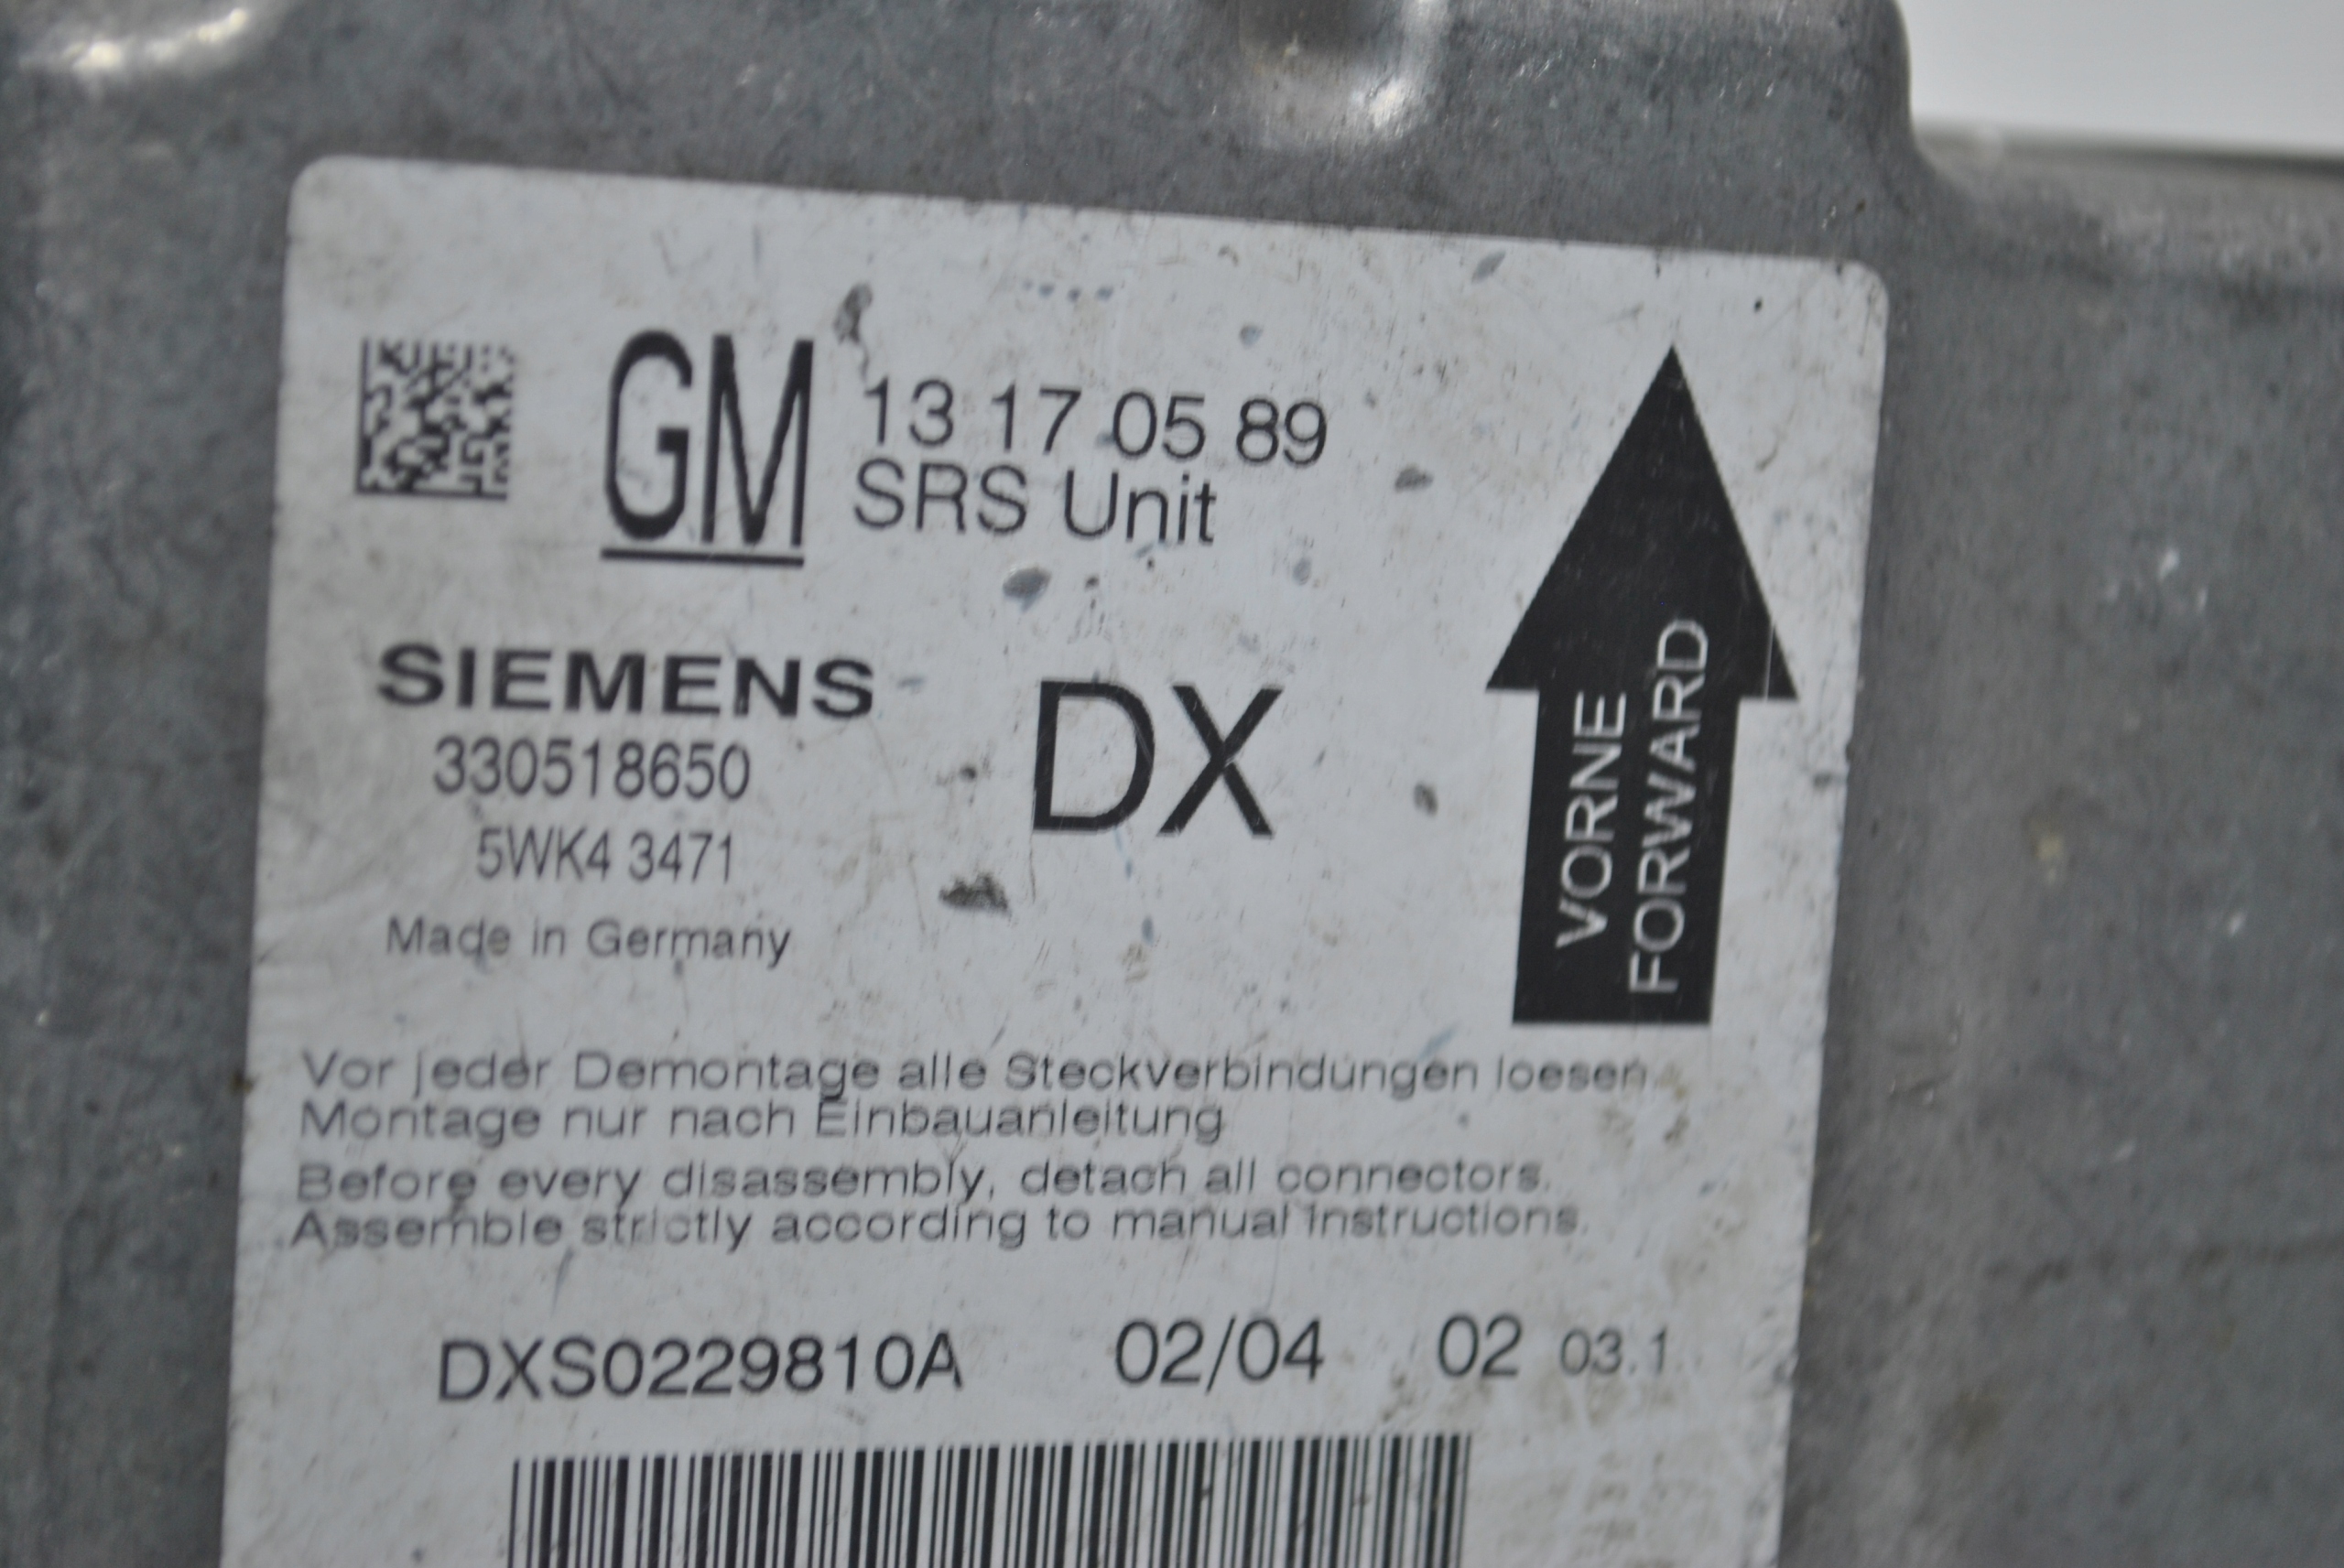 GM 13 17 05 89
SRS Unit
SIEMENS
330518650
5WK4 3471
Made in Germany
DX
VORNE
FORWARD
Vor jeder Demontage alle Steckverbindungen loesen.
Montage nur nach Einbauanleitung
Before every disassembly, detach all connectors.
Assemble strictly according to manual instructions.
DXS0229810A 02/04 02 03.1